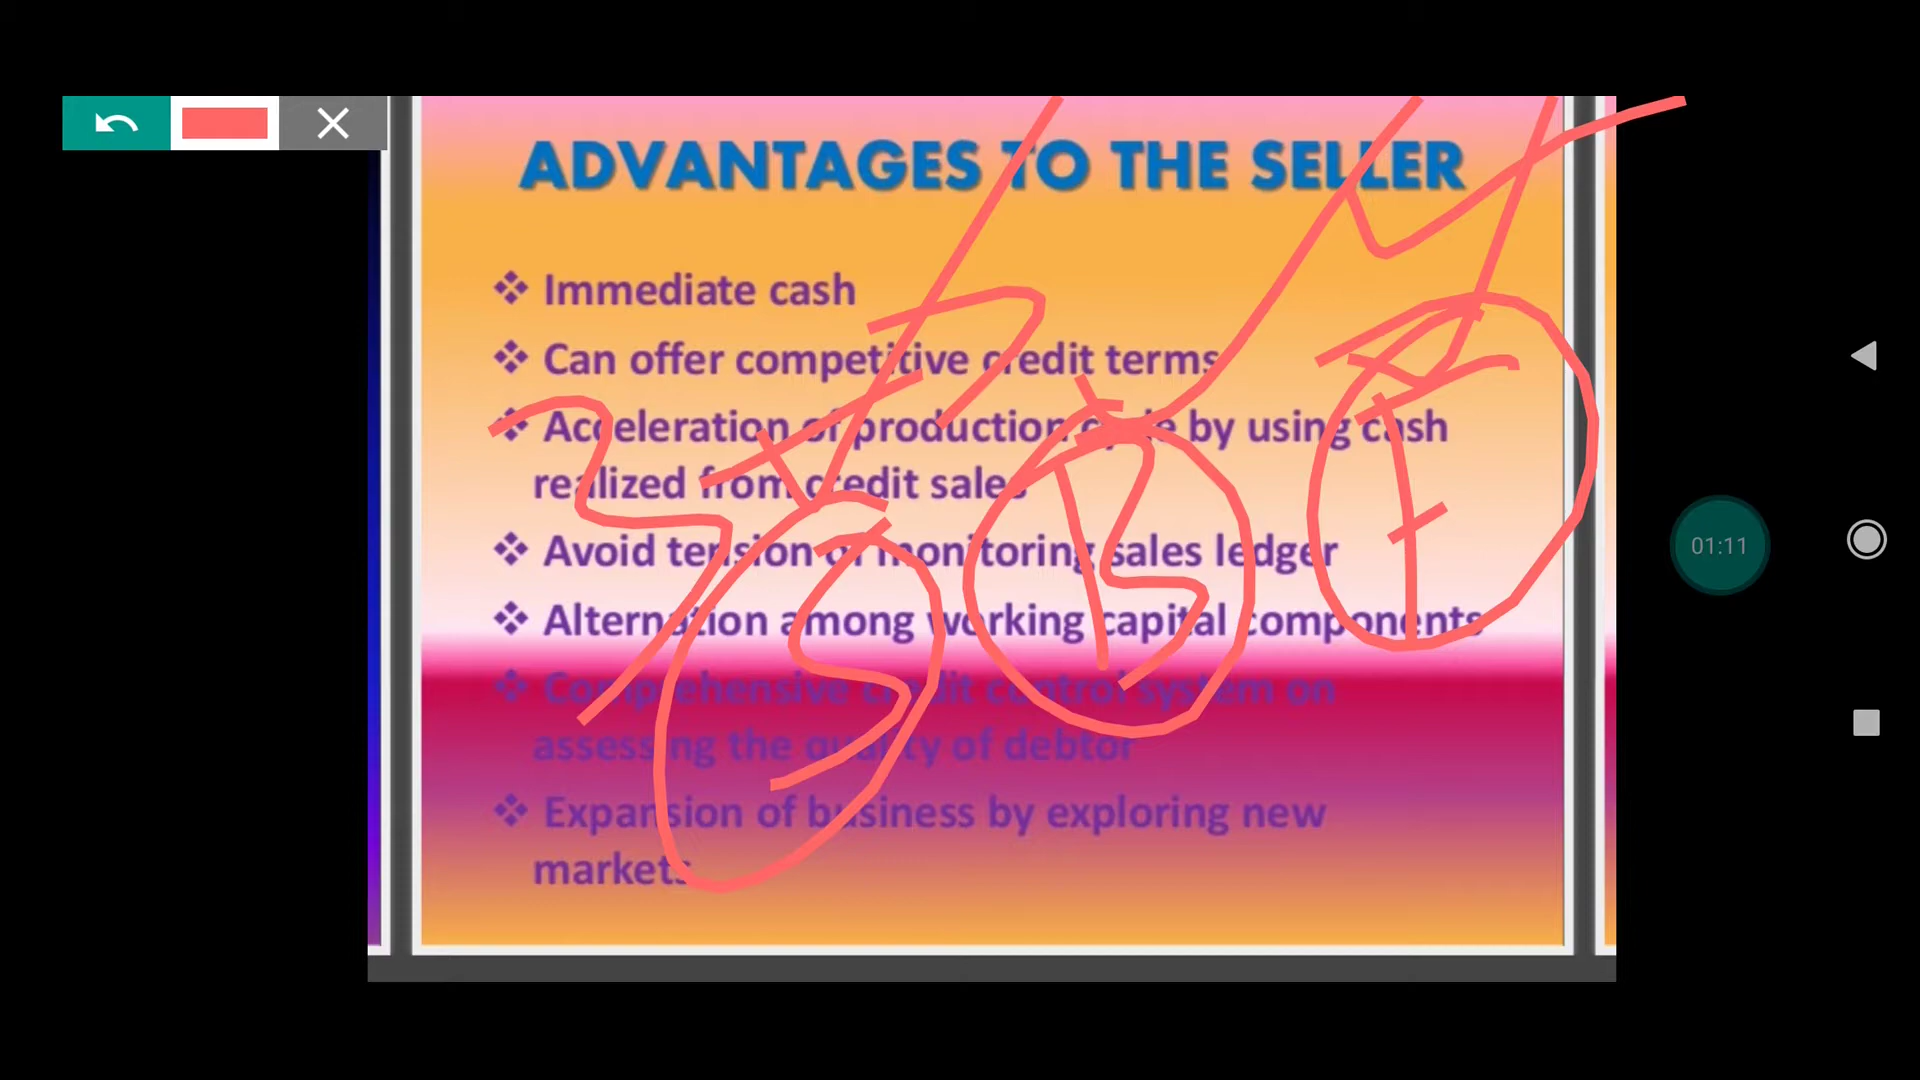 ADVANTAGES TO THE SELLER
❖ Immediate cash
❖ Can offer competitive credit terms
❖ Acceleration of production cycle by using cash
realized from credit sales
❖ Avoid tension of monitoring sales ledger
❖ Alternation among working capital components
❖ Comprehensive credit control system on
assessing the quality of debtor
❖ Expansion of business by exploring new
markets
S
B
F
01:11